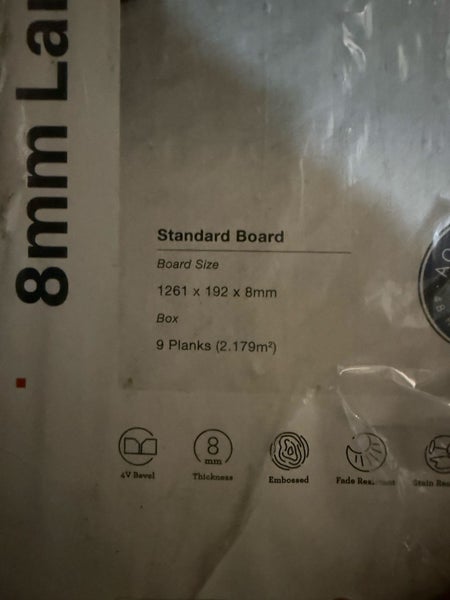 8mm La
Standard Board
Board Size
1261 x 192 x 8mm
Box
9 Planks (2.179m²)
8
mm
4V Bevel
Thickness
Embossed
Fade